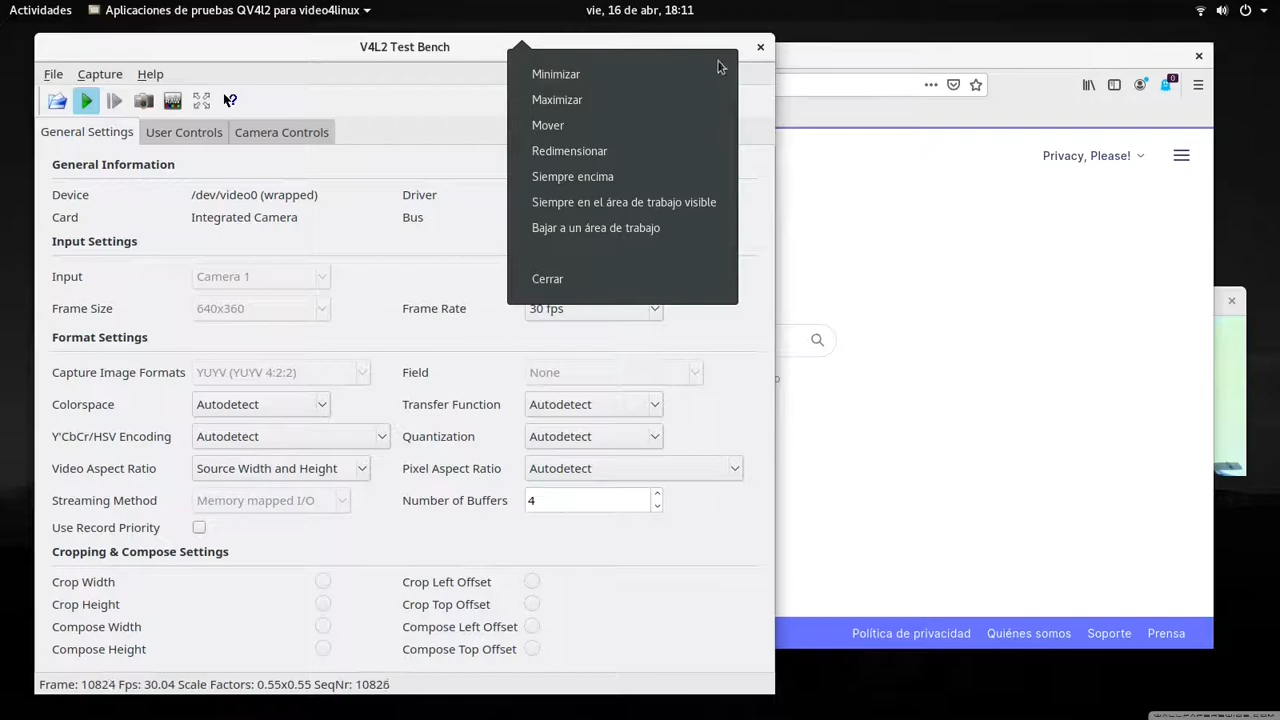 Actividades Aplicaciones de pruebas QV4l2 para video4linux vie, 16 de abr, 18:11
V4L2 Test Bench
File Capture Help
General Settings User Controls Camera Controls
General Information
Device /dev/video0 (wrapped) Driver
Card Integrated Camera Bus
Input Settings
Input Camera 1
Frame Size 640x360 Frame Rate 30 fps
Format Settings
Capture Image Formats YUYV (YUYV 4:2:2) Field None
Colorspace Autodetect Transfer Function Autodetect
Y'CbCr/HSV Encoding Autodetect Quantization Autodetect
Video Aspect Ratio Source Width and Height Pixel Aspect Ratio Autodetect
Streaming Method Memory mapped I/O Number of Buffers 4
Use Record Priority
Cropping & Compose Settings
Crop Width Crop Left Offset
Crop Height Crop Top Offset
Compose Width Compose Left Offset
Compose Height Compose Top Offset
Frame: 10824 Fps: 30.04 Scale Factors: 0.55x0.55 SeqNr: 10826
Minimizar
Maximizar
Mover
Redimensionar
Siempre encima
Siempre en el área de trabajo visible
Bajar a un área de trabajo
Cerrar
0
Privacy, Please!
Política de privacidad Quiénes somos Soporte Prensa